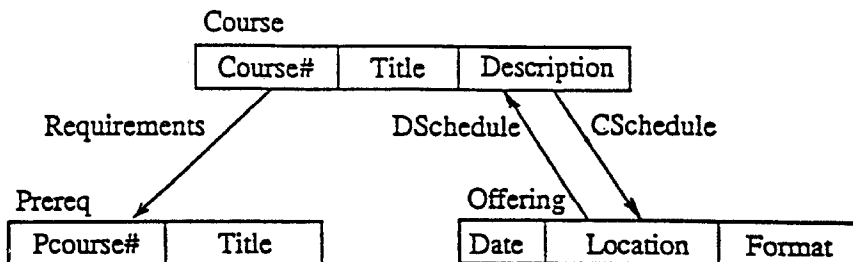 Course
Course# Title Description
Requirements DSchedule CSchedule
Prereq Offering
Pcourse# Title Date Location Format